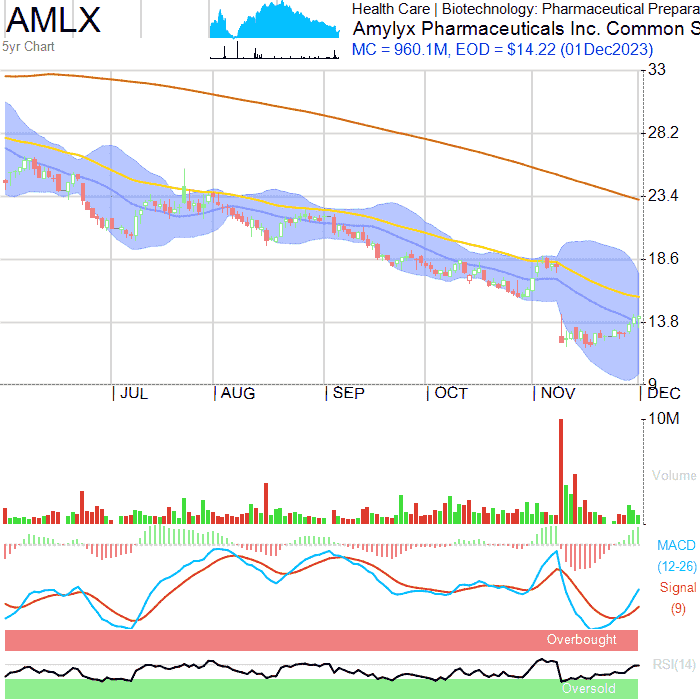 AMLX
5yr Chart
Health Care | Biotechnology: Pharmaceutical Prepara
Amylyx Pharmaceuticals Inc. Common S
MC = 960.1M, EOD = $14.22 (01Dec2023)
33
28.2
23.4
18.6
13.8
9
JUL AUG SEP OCT NOV DEC
10M
Volume
MACD
(12-26)
Signal
(9)
Overbought
RSI(14)
Oversold